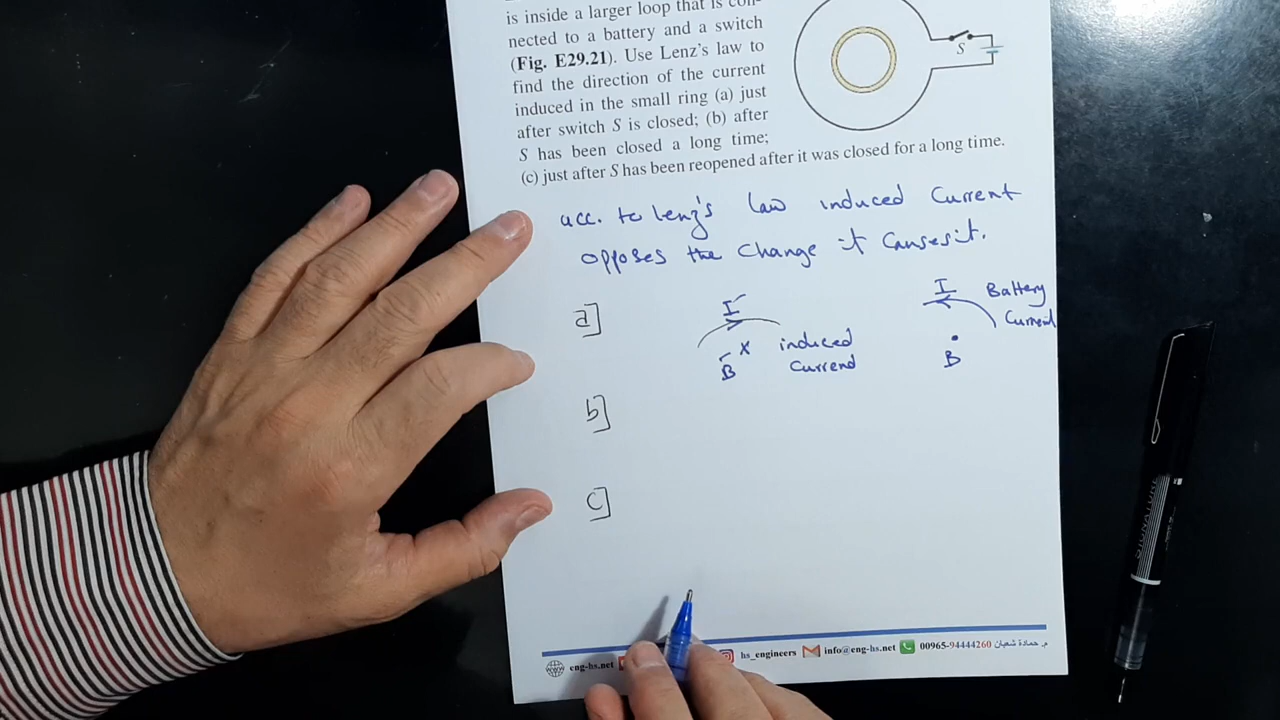 is inside a larger loop that is con-
nected to a battery and a switch
(Fig. E29.21). Use Lenz's law to
find the direction of the current
induced in the small ring (a) just
after switch S is closed; (b) after
S has been closed a long time;
(c) just after S has been reopened after it was closed for a long time.
S
acc. to lenz's law induced Current
opposes the change it Causes it.
a]
I'
X induced
B' Current
I Battery
Current
B
b]
c]
SIGNATURE
eng-hs.net
hs_engineers
info@eng-hs.net
00965-94444260 م. حمادة شعبان